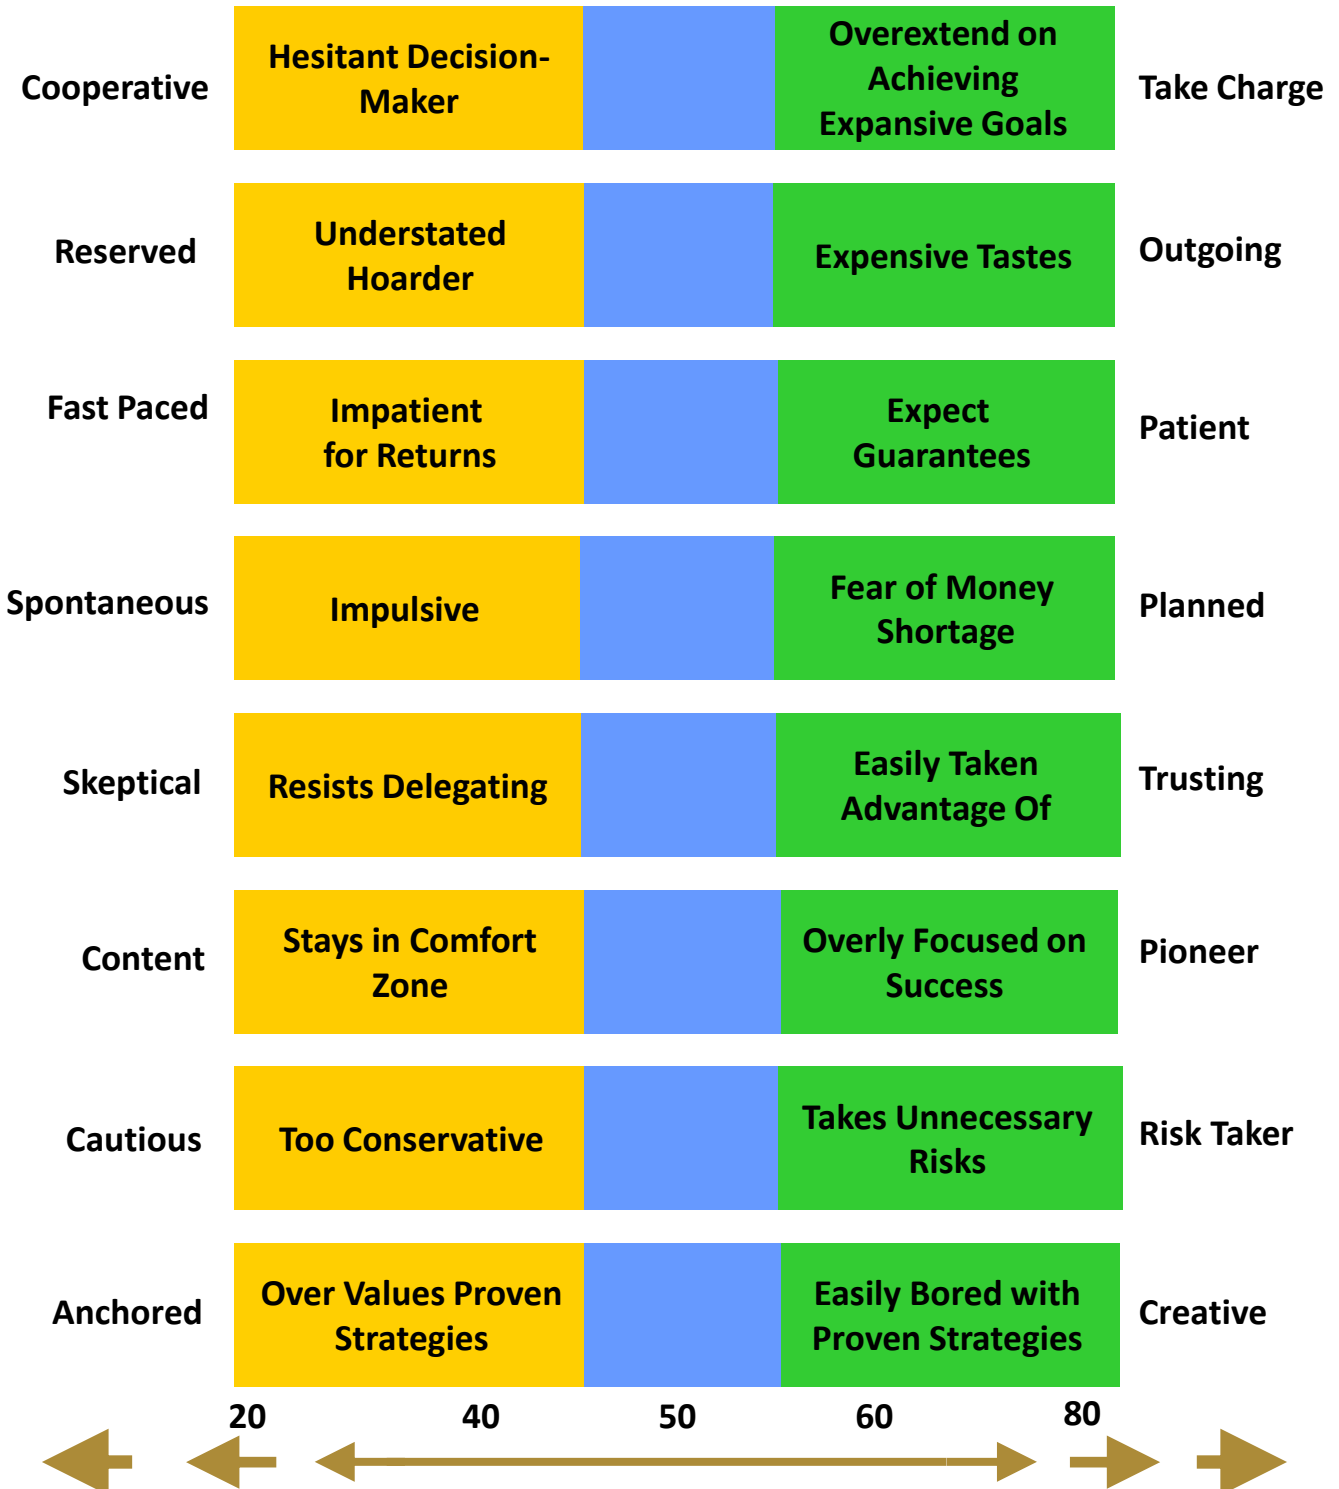 Cooperative
Hesitant Decision-
Maker
Overextend on
Achieving
Expansive Goals
Take Charge
Reserved
Understated
Hoarder
Expensive Tastes
Outgoing
Fast Paced
Impatient
for Returns
Expect
Guarantees
Patient
Spontaneous
Impulsive
Fear of Money
Shortage
Planned
Skeptical
Resists Delegating
Easily Taken
Advantage Of
Trusting
Content
Stays in Comfort
Zone
Overly Focused on
Success
Pioneer
Cautious
Too Conservative
Takes Unnecessary
Risks
Risk Taker
Anchored
Over Values Proven
Strategies
Easily Bored with
Proven Strategies
Creative
20 40 50 60 80